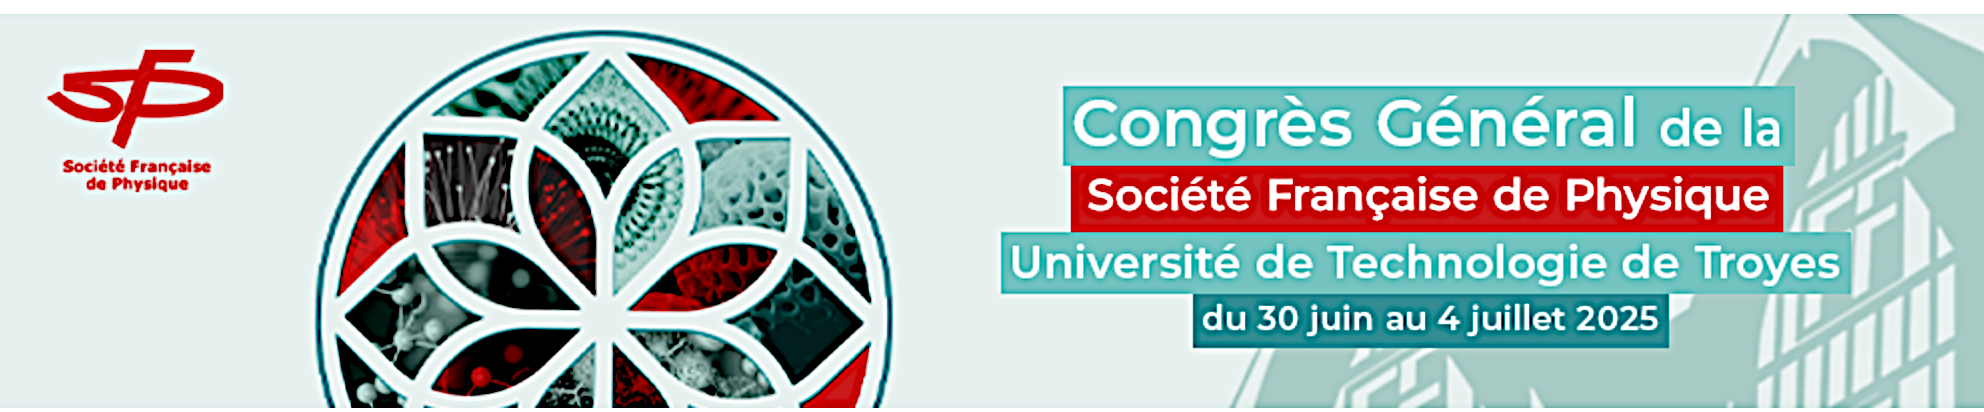 SFP
Société Française
de Physique
Congrès Général de la
Société Française de Physique
Université de Technologie de Troyes
du 30 juin au 4 juillet 2025